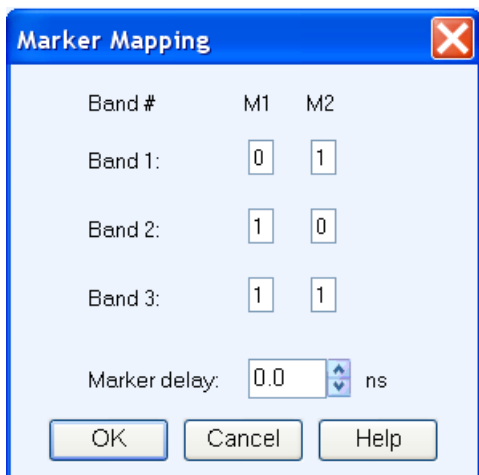 Marker Mapping
Band # M1 M2
Band 1: 0 1
Band 2: 1 0
Band 3: 1 1
Marker delay: 0.0 ns
OK Cancel Help